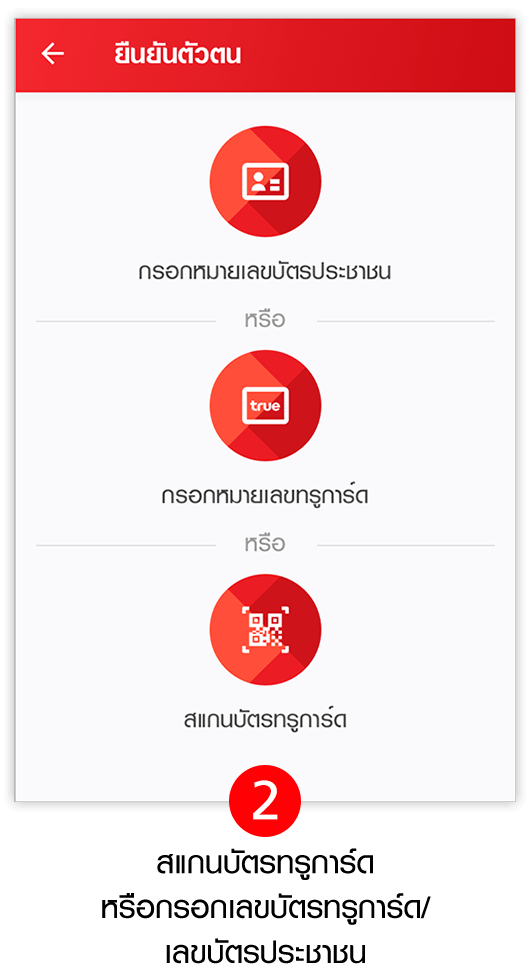 ยืนยันตัวตน
กรอกหมายเลขบัตรประชาชน
หรือ
true
กรอกหมายเลขทรูการ์ด
หรือ
สแกนบัตรทรูการ์ด
2
สแกนบัตรทรูการ์ด
หรือกรอกเลขบัตรทรูการ์ด/
เลขบัตรประชาชน